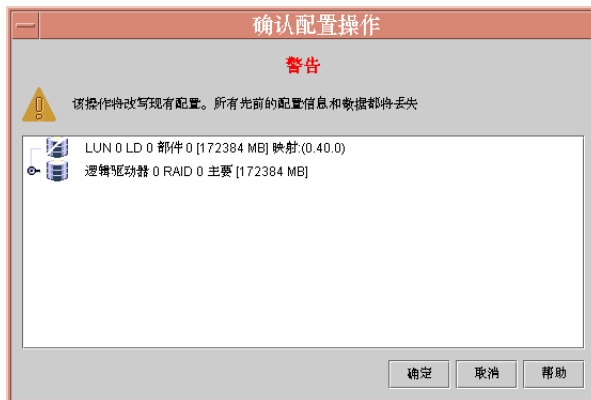 确认配置操作
警告
该操作将改写现有配置。所有先前的配置信息和数据都将丢失
LUN 0 LD 0 部件 0 [172384 MB] 映射:(0.40.0)
逻辑驱动器 0 RAID 0 主要 [172384 MB]
确定 取消 帮助